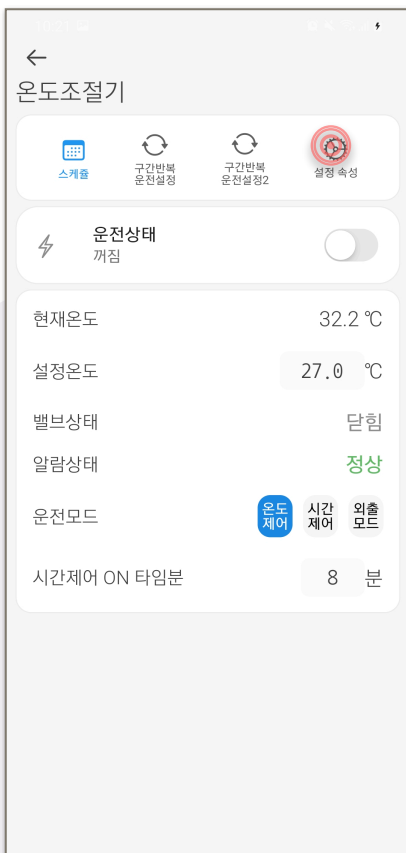 온도조절기
스케쥴
구간반복
운전설정
구간반복
운전설정2
설정 속성
운전상태
꺼짐
현재온도 32.2 ℃
설정온도 27.0 ℃
밸브상태 닫힘
알람상태 정상
운전모드 온도 제어 시간 제어 외출 모드
시간제어 ON 타임분 8 분